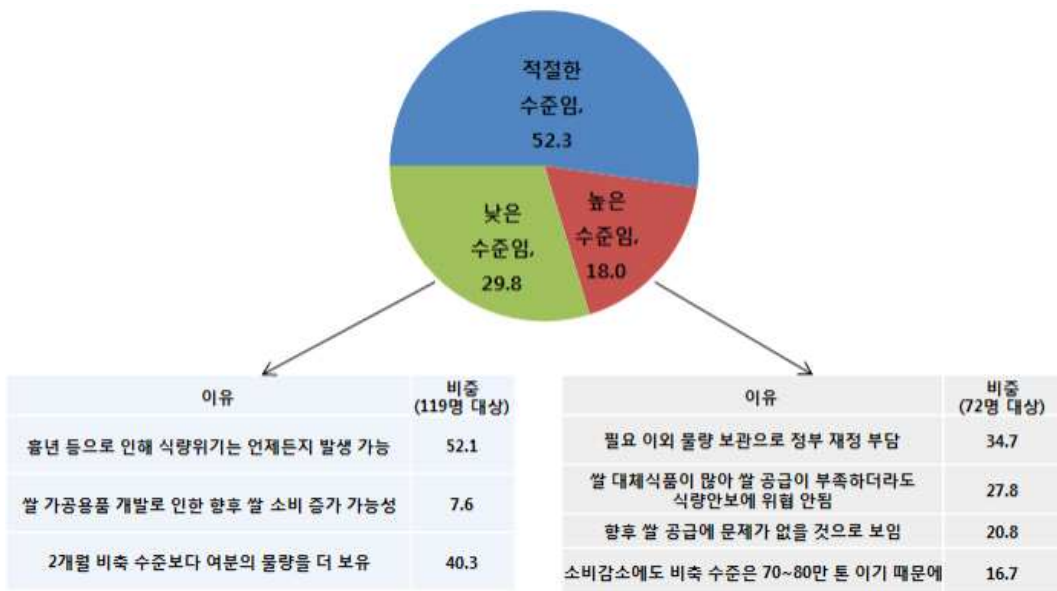 적절한
수준임,
52.3
낮은
수준임,
29.8
높은
수준임,
18.0
이유 비중
(119명 대상)
흉년 등으로 인해 식량위기는 언제든지 발생 가능 52.1
쌀 가공용품 개발로 인한 향후 쌀 소비 증가 가능성 7.6
2개월 비축 수준보다 여분의 물량을 더 보유 40.3
이유 비중
(72명 대상)
필요 이외 물량 보관으로 정부 재정 부담 34.7
쌀 대체식품이 많아 쌀 공급이 부족하더라도
식량안보에 위협 안됨 27.8
향후 쌀 공급에 문제가 없을 것으로 보임 20.8
소비감소에도 비축 수준은 70~80만 톤 이기 때문에 16.7